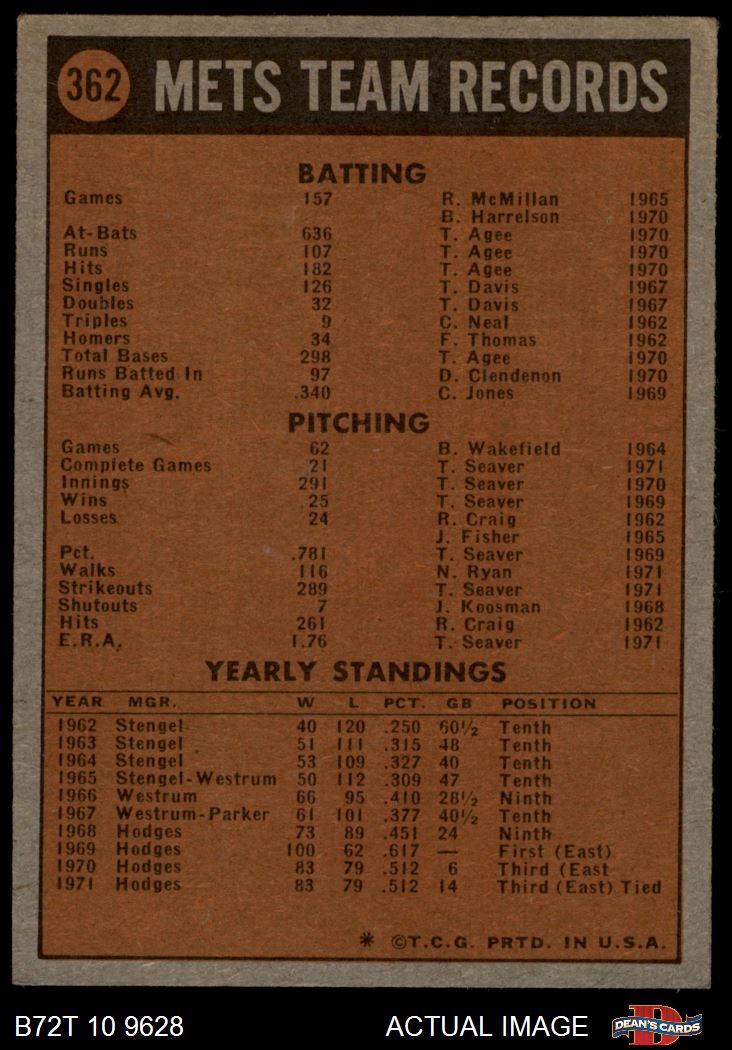 362 METS TEAM RECORDS
BATTING
Games 157 R. McMillan 1965
B. Harrelson 1970
At-Bats 636 T. Agee 1970
Runs 107 T. Agee 1970
Hits 182 T. Agee 1970
Singles 126 T. Davis 1967
Doubles 32 T. Davis 1967
Triples 9 C. Neal 1962
Homers 34 F. Thomas 1962
Total Bases 298 T. Agee 1970
Runs Batted In 97 D. Clendenon 1970
Batting Avg. .340 C. Jones 1969
PITCHING
Games 62 B. Wakefield 1964
Complete Games 21 T. Seaver 1971
Innings 291 T. Seaver 1970
Wins 25 T. Seaver 1969
Losses 24 R. Craig 1962
J. Fisher 1965
Pct. .781 T. Seaver 1969
Walks 116 N. Ryan 1971
Strikeouts 289 T. Seaver 1971
Shutouts 7 J. Koosman 1968
Hits 261 R. Craig 1962
E.R.A. 1.76 T. Seaver 1971
YEARLY STANDINGS
YEAR MGR. W L PCT. GB POSITION
1962 Stengel 40 120 .250 60½ Tenth
1963 Stengel 51 111 .315 48 Tenth
1964 Stengel 53 109 .327 40 Tenth
1965 Stengel-Westrum 50 112 .309 47 Tenth
1966 Westrum 66 95 .410 28½ Ninth
1967 Westrum-Parker 61 101 .377 40½ Tenth
1968 Hodges 73 89 .451 24 Ninth
1969 Hodges 100 62 .617 — First (East)
1970 Hodges 83 79 .512 6 Third (East
1971 Hodges 83 79 .512 14 Third (East) Tied
* ©T.C.G. PRTD. IN U.S.A.
B72T 10 9628 ACTUAL IMAGE D DEAN'S CARDS